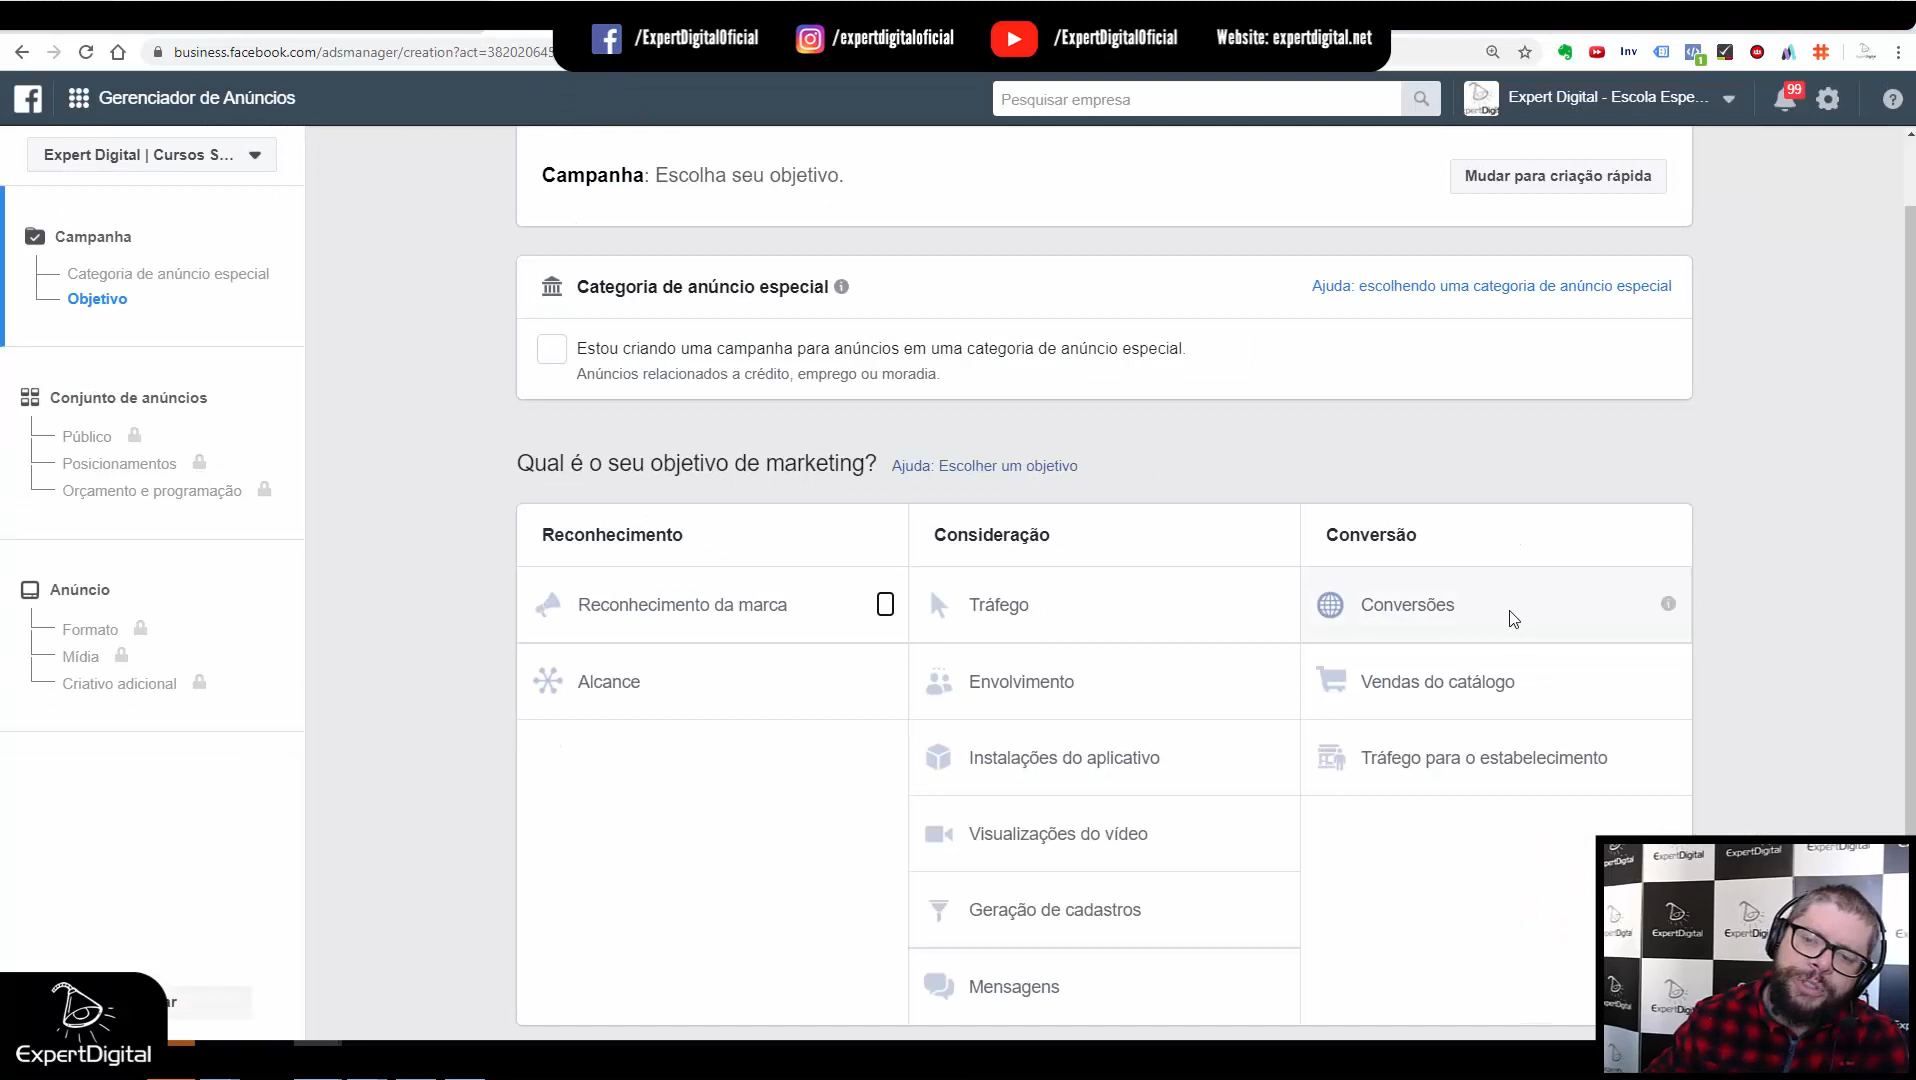 /ExpertDigitalOficial
/expertdigitaloficial
/ExpertDigitalOficial
Website: expertdigital.net
business.facebook.com/adsmanager/creation?act=382020645
Inv
1
Gerenciador de Anúncios
Pesquisar empresa
Expert Digital - Escola Espe...
99
Expert Digital | Cursos S...
Campanha: Escolha seu objetivo.
Mudar para criação rápida
Campanha
Categoria de anúncio especial
Objetivo
Categoria de anúncio especial
Ajuda: escolhendo uma categoria de anúncio especial
Estou criando uma campanha para anúncios em uma categoria de anúncio especial.
Anúncios relacionados a crédito, emprego ou moradia.
Conjunto de anúncios
Público
Posicionamentos
Orçamento e programação
Qual é o seu objetivo de marketing?
Ajuda: Escolher um objetivo
Anúncio
Formato
Mídia
Criativo adicional
Reconhecimento
Consideração
Conversão
Reconhecimento da marca
Tráfego
Conversões
Alcance
Envolvimento
Vendas do catálogo
Instalações do aplicativo
Tráfego para o estabelecimento
Visualizações do vídeo
Geração de cadastros
Mensagens
ExpertDigital
ExpertDigital
ExpertDigital
ExpertDigital